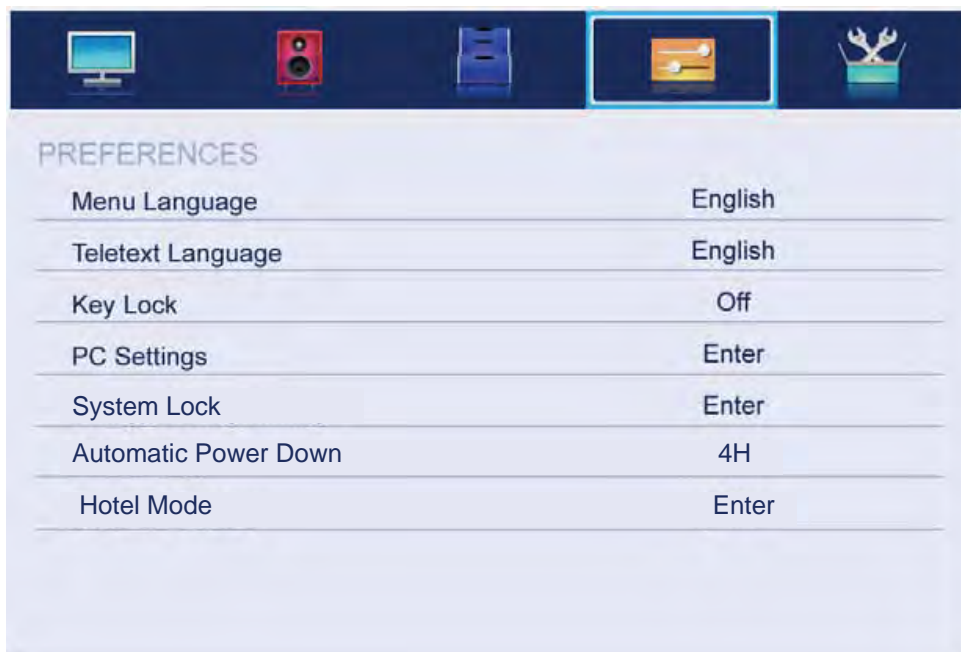 PREFERENCES
Menu Language English
Teletext Language English
Key Lock Off
PC Settings Enter
System Lock Enter
Automatic Power Down 4H
Hotel Mode Enter